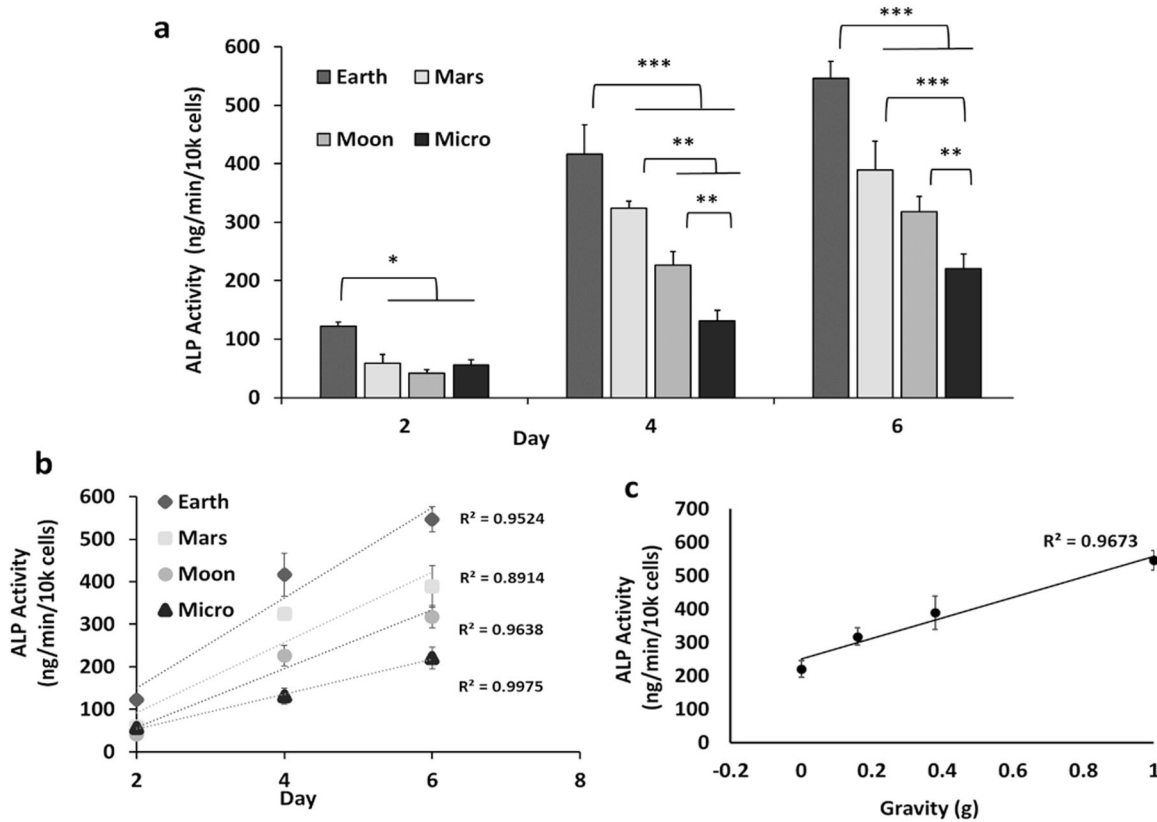 a
ALP Activity (ng/min/10k cells)
600
500
400
300
200
100
0
Earth
Mars
Moon
Micro
*
***
**
**
***
***
**
2
4
6
Day
b
ALP Activity
(ng/min/10k cells)
600
500
400
300
200
100
0
Earth
Mars
Moon
Micro
R² = 0.9524
R² = 0.8914
R² = 0.9638
R² = 0.9975
2
4
6
8
Day
c
ALP Activity
(ng/min/10k cells)
700
600
500
400
300
200
100
0
R² = 0.9673
-0.2
0
0.2
0.4
0.6
0.8
1
Gravity (g)